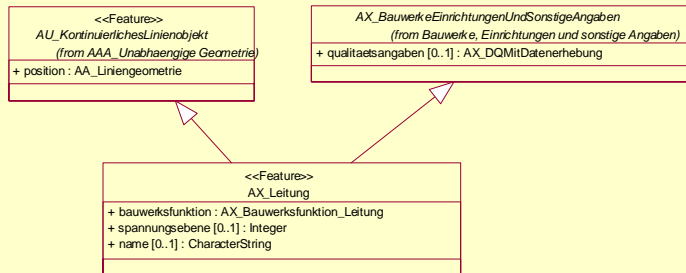 <<Feature>>
AU_KontinuierlichesLinienobjekt
(from AAA_Unabhaengige Geometrie)
+ position : AA_Liniengeometrie
AX_BauwerkeEinrichtungenUndSonstigeAngaben
(from Bauwerke, Einrichtungen und sonstige Angaben)
+ qualitaetsangaben [0..1] : AX_DQMitDatenerhebung
<<Feature>>
AX_Leitung
+ bauwerksfunktion : AX_Bauwerksfunktion_Leitung
+ spannungsebene [0..1] : Integer
+ name [0..1] : CharacterString